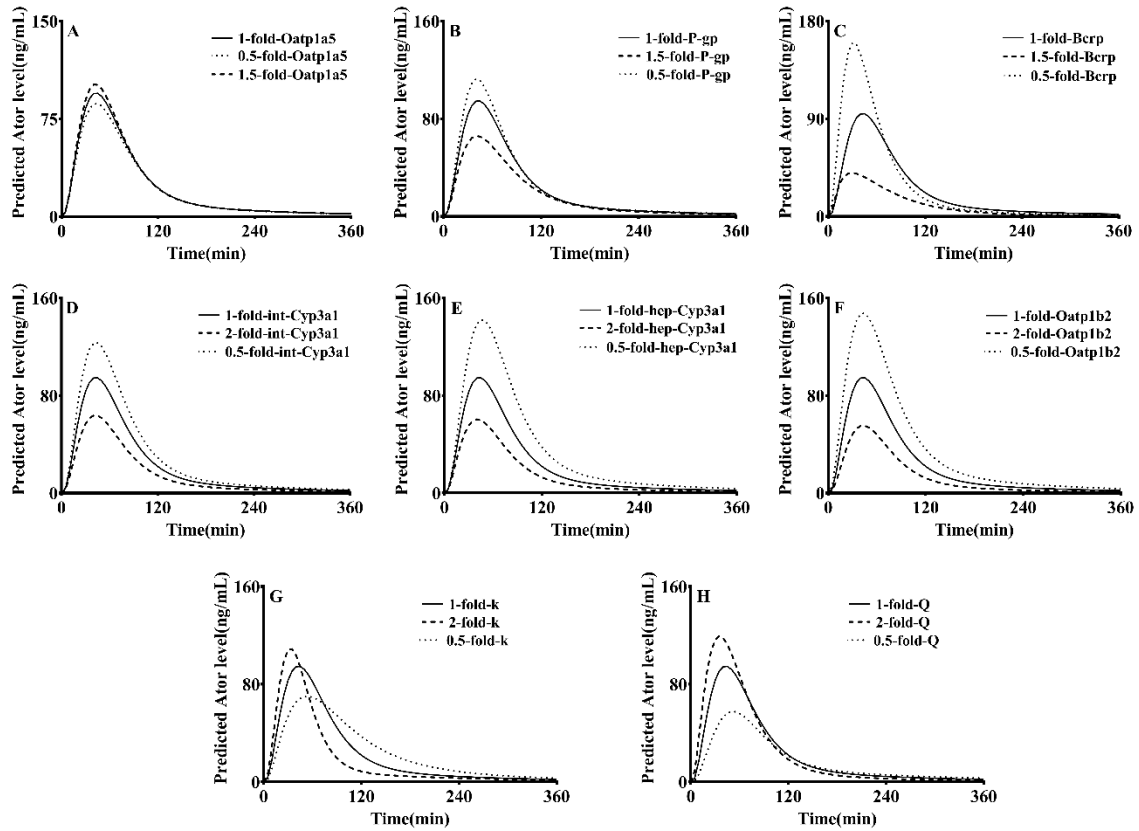 A
1-fold-Oatp1a5
0.5-fold-Oatp1a5
1.5-fold-Oatp1a5
Predicted Ator level(ng/mL)
150
75
0
0 120 240 360
Time(min)
B
1-fold-P-gp
1.5-fold-P-gp
0.5-fold-P-gp
Predicted Ator level(ng/mL)
160
80
0
0 120 240 360
Time(min)
C
1-fold-Bcrp
1.5-fold-Bcrp
0.5-fold-Bcrp
Predicted Ator level(ng/mL)
180
90
0
0 120 240 360
Time(min)
D
1-fold-int-Cyp3a1
2-fold-int-Cyp3a1
0.5-fold-int-Cyp3a1
Predicted Ator level(ng/mL)
160
80
0
0 120 240 360
Time(min)
E
1-fold-hep-Cyp3a1
2-fold-hep-Cyp3a1
0.5-fold-hep-Cyp3a1
Predicted Ator level(ng/mL)
160
80
0
0 120 240 360
Time(min)
F
1-fold-Oatp1b2
2-fold-Oatp1b2
0.5-fold-Oatp1b2
Predicted Ator level(ng/mL)
160
80
0
0 120 240 360
Time(min)
G
1-fold-k
2-fold-k
0.5-fold-k
Predicted Ator level(ng/mL)
160
80
0
0 120 240 360
Time(min)
H
1-fold-Q
2-fold-Q
0.5-fold-Q
Predicted Ator level(ng/mL)
160
80
0
0 120 240 360
Time(min)